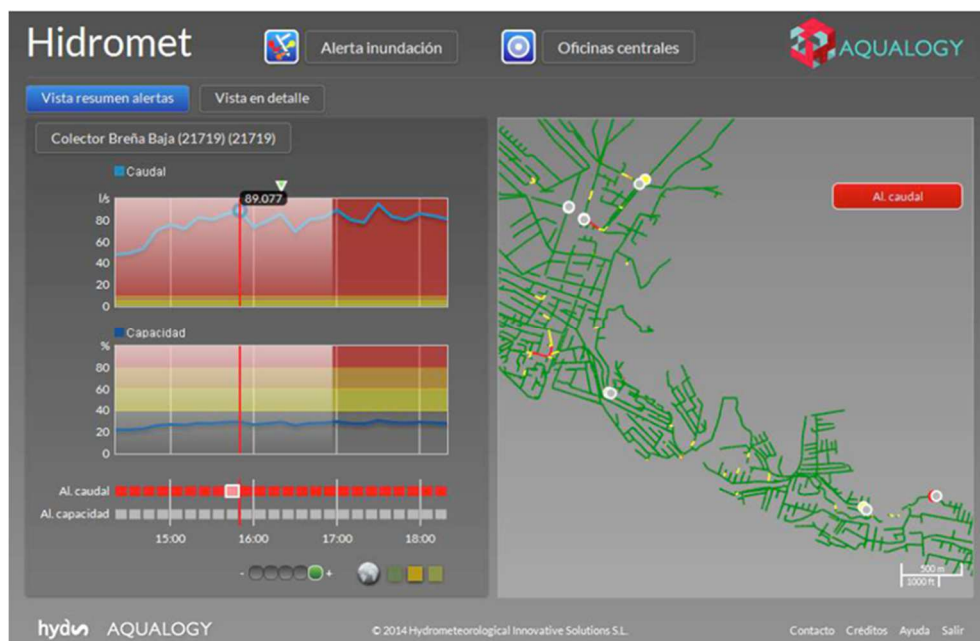 Hidromet
Alerta inundación
Oficinas centrales
AQUALOGY
Vista resumen alertas
Vista en detalle
Colector Breña Baja (21719) (21719)
Caudal
89.077
l/s
80
60
40
20
0
Capacidad
%
80
60
40
20
0
Al. caudal
Al. capacidad
15:00 16:00 17:00 18:00
- +
Al. caudal
500 m
1000 ft
hyds AQUALOGY
© 2014 Hydrometeorological Innovative Solutions S.L.
Contacto Créditos Ayuda Salir